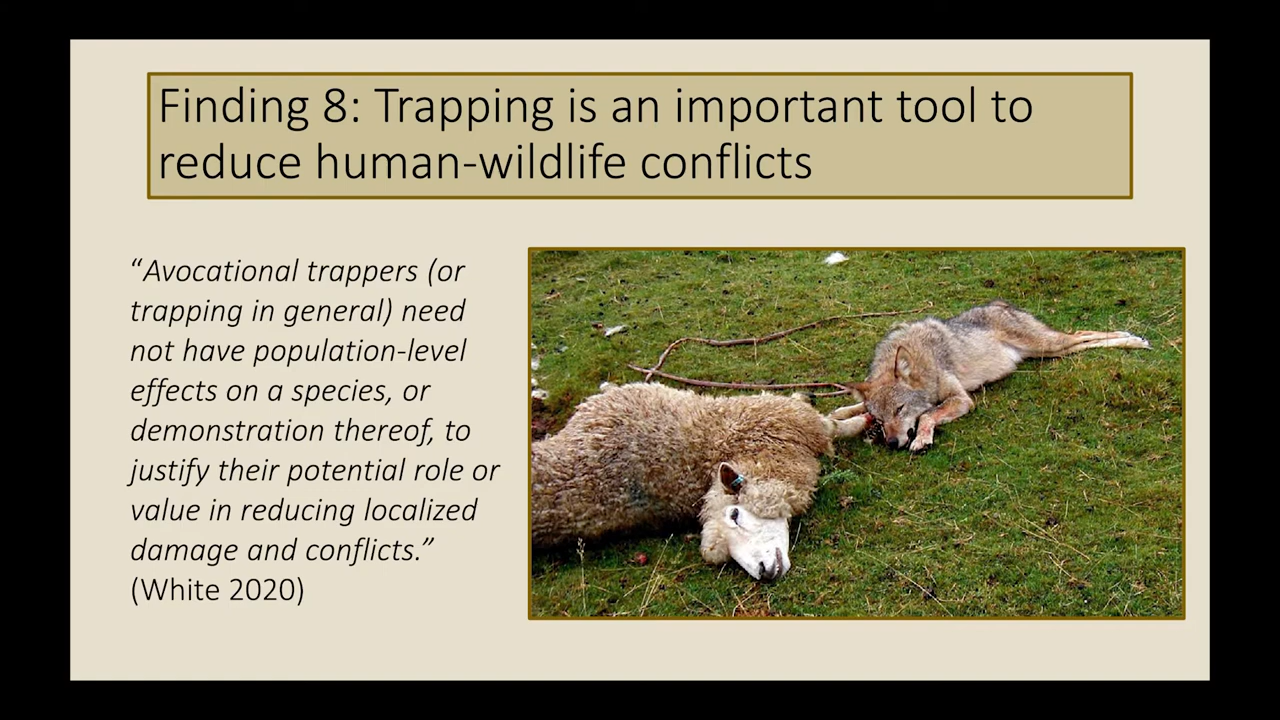 Finding 8: Trapping is an important tool to
reduce human-wildlife conflicts
“Avocational trappers (or
trapping in general) need
not have population-level
effects on a species, or
demonstration thereof, to
justify their potential role or
value in reducing localized
damage and conflicts.”
(White 2020)